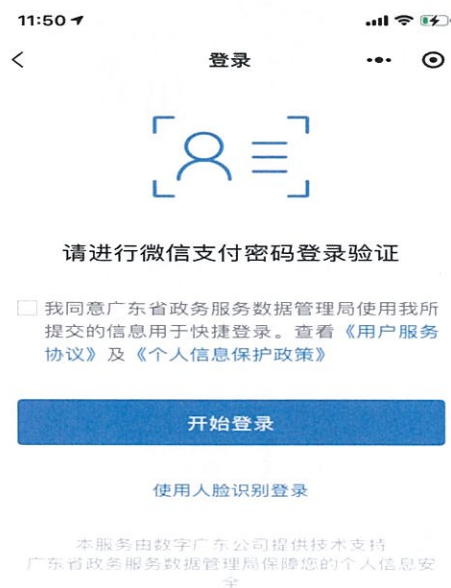 11:50
登录
请进行微信支付密码登录验证
我同意广东省政务服务数据管理局使用我所
提交的信息用于快捷登录。查看《用户服务
协议》及《个人信息保护政策》
开始登录
使用人脸识别登录
本服务由数字广东公司提供技术支持
广东省政务服务数据管理局保障您的个人信息安
全